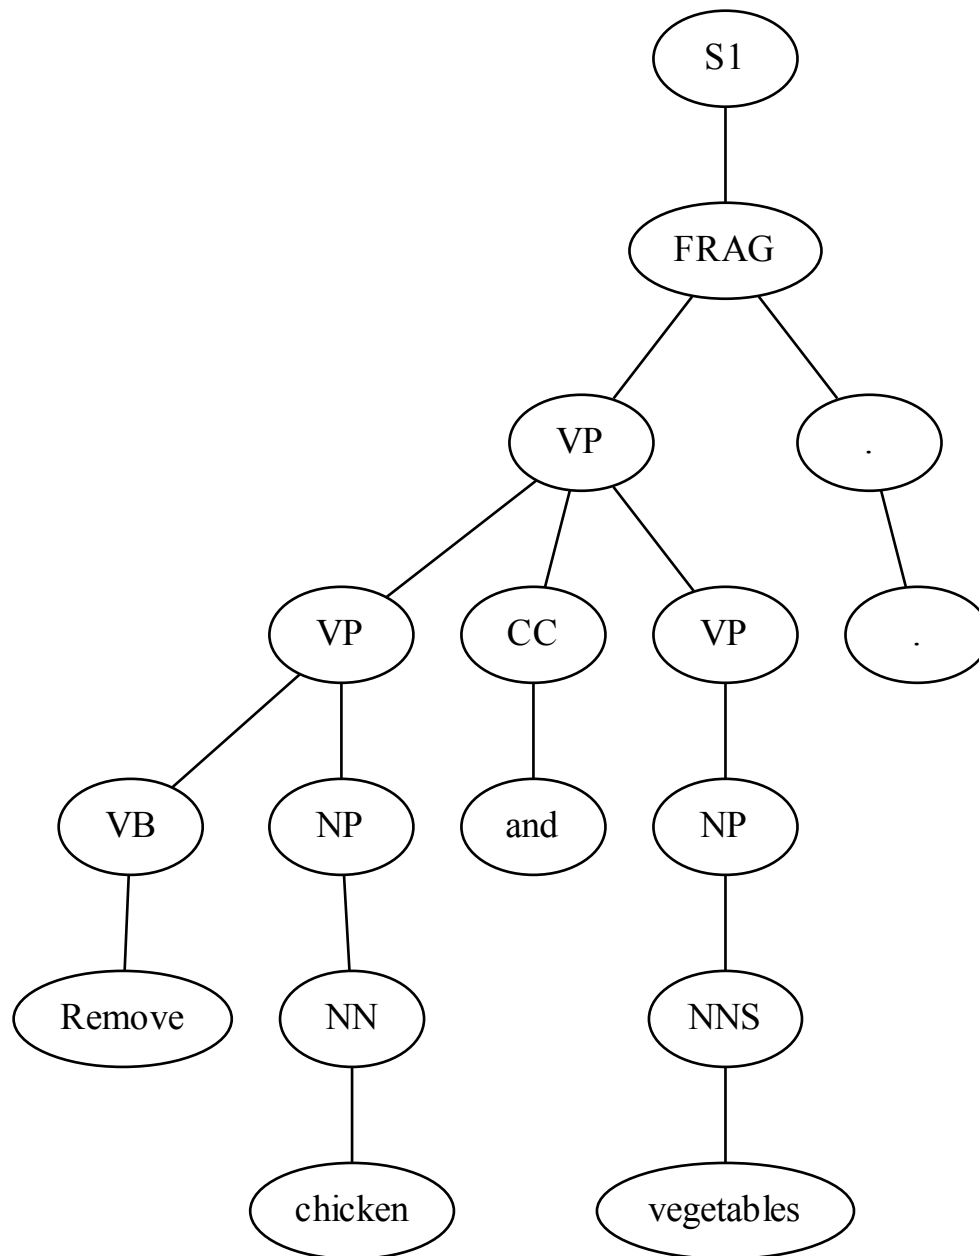 S1
FRAG
VP .
VP CC VP .
VB NP and NP
Remove NN NNS
chicken vegetables